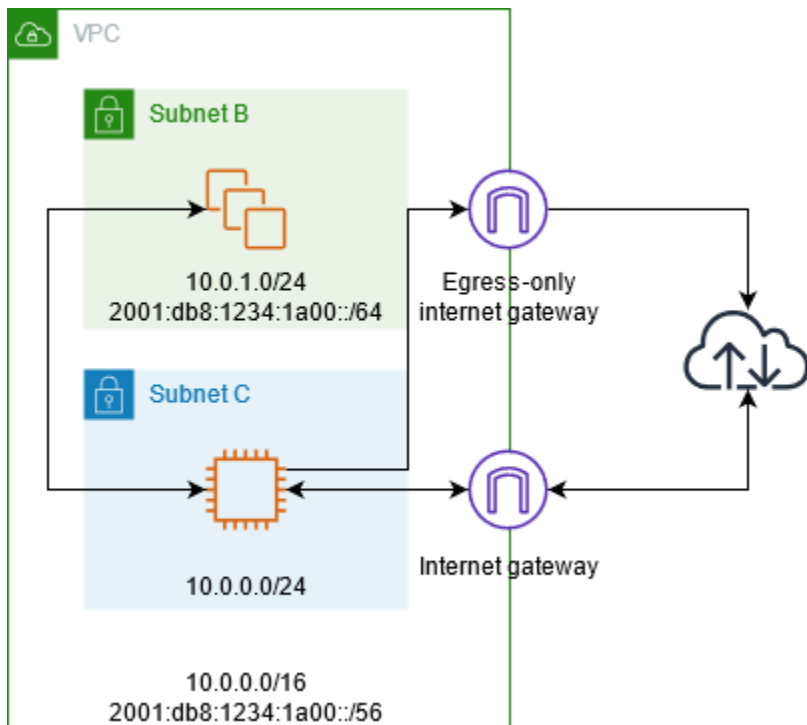 VPC
Subnet B
10.0.1.0/24
2001:db8:1234:1a00::/64
Egress-only
internet gateway
Subnet C
10.0.0.0/24
Internet gateway
10.0.0.0/16
2001:db8:1234:1a00::/56